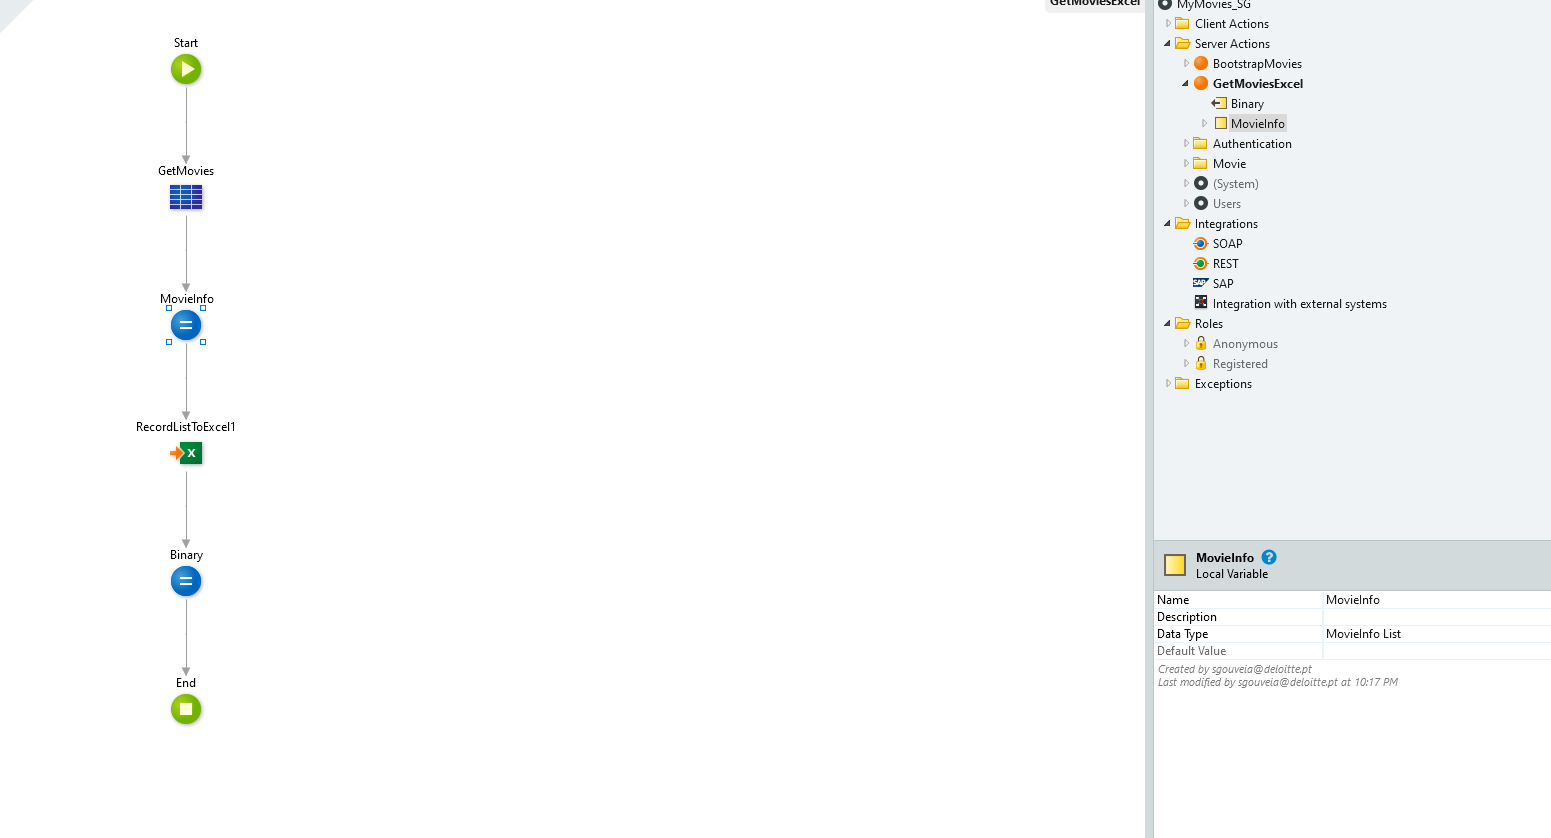 GetMoviesExcel
Start
GetMovies
MovieInfo
RecordListToExcel1
X
Binary
End
MyMovies_SG
Client Actions
Server Actions
BootstrapMovies
GetMoviesExcel
Binary
MovieInfo
Authentication
Movie
(System)
Users
Integrations
SOAP
REST
SAP SAP
Integration with external systems
Roles
Anonymous
Registered
Exceptions
MovieInfo ?
Local Variable
Name MovieInfo
Description
Data Type MovieInfo List
Default Value
Created by sgouveia@deloitte.pt
Last modified by sgouveia@deloitte.pt at 10:17 PM